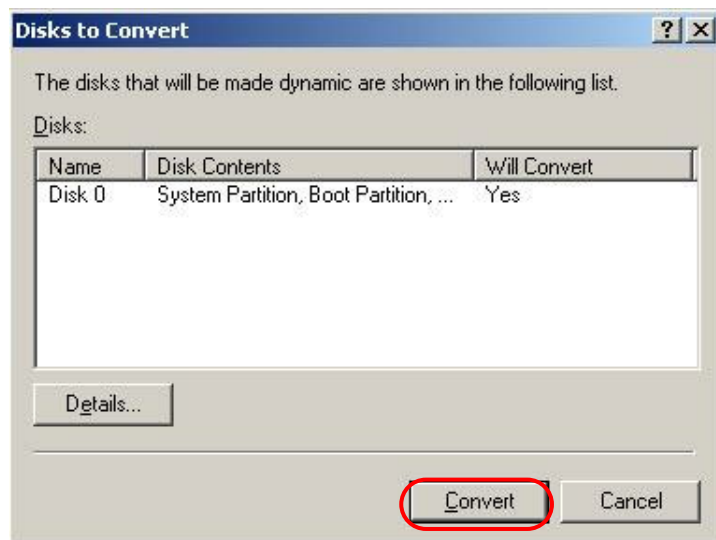 Disks to Convert
The disks that will be made dynamic are shown in the following list.
Disks:
Name Disk Contents Will Convert
Disk 0 System Partition, Boot Partition, ... Yes
Details...
Convert Cancel